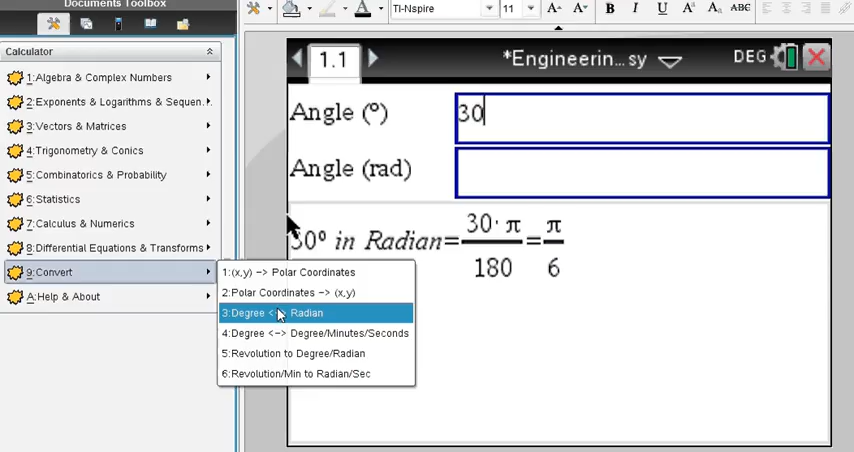 Documents Toolbox
TI-Nspire
11
B I U A A ABC
Calculator
1:Algebra & Complex Numbers
2:Exponents & Logarithms & Sequen.
3:Vectors & Matrices
4:Trigonometry & Conics
5:Combinatorics & Probability
6:Statistics
7:Calculus & Numerics
8:Differential Equations & Transforms
9:Convert
A:Help & About
1:(x,y) -> Polar Coordinates
2:Polar Coordinates -> (x,y)
3:Degree <-> Radian
4:Degree <-> Degree/Minutes/Seconds
5:Revolution to Degree/Radian
6:Revolution/Min to Radian/Sec
1.1
*Engineerin...sy
DEG
Angle (º)
30
Angle (rad)
30º in Radian=30·π/180=π/6